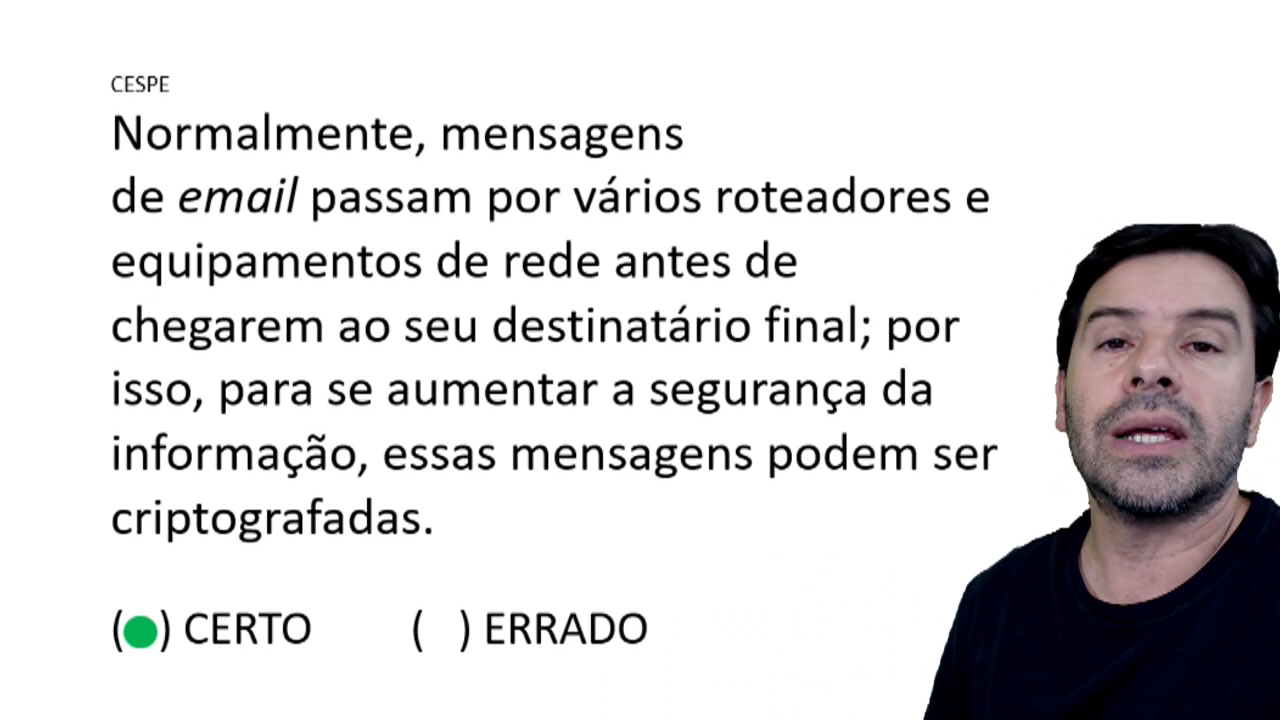 CESPE
Normalmente, mensagens
de email passam por vários roteadores e
equipamentos de rede antes de
chegarem ao seu destinatário final; por
isso, para se aumentar a segurança da
informação, essas mensagens podem ser
criptografadas.
( ) CERTO ( ) ERRADO